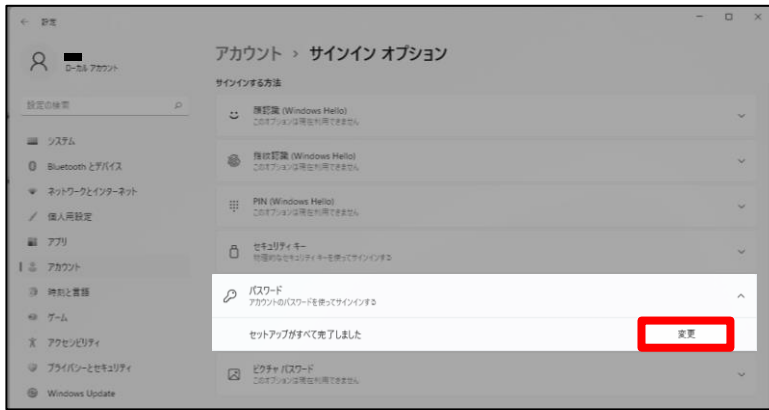 設定
ローカル アカウント
設定の検索
システム
Bluetooth とデバイス
ネットワークとインターネット
個人用設定
アプリ
アカウント
時刻と言語
ゲーム
アクセシビリティ
プライバシーとセキュリティ
Windows Update
アカウント › サインイン オプション
サインインする方法
顔認識 (Windows Hello)
このオプションは現在利用できません
指紋認識 (Windows Hello)
このオプションは現在利用できません
PIN (Windows Hello)
このオプションは現在利用できません
セキュリティ キー
物理的なセキュリティ キーを使ってサインインする
パスワード
アカウントのパスワードを使ってサインインする
セットアップがすべて完了しました
変更
ピクチャ パスワード
このオプションは現在利用できません